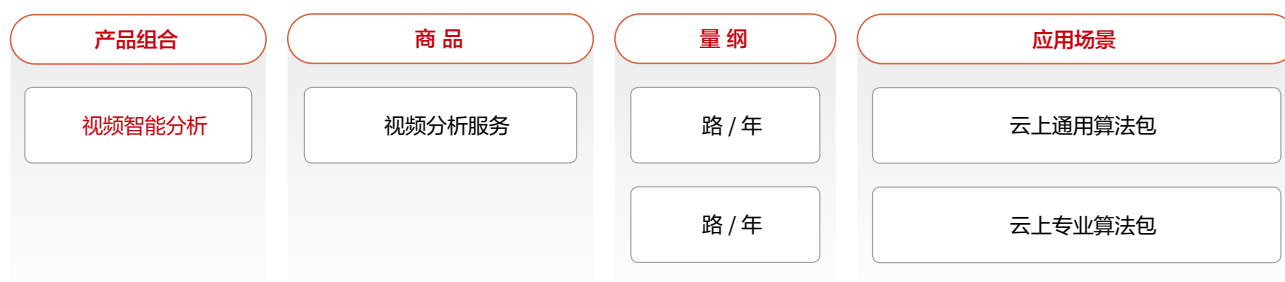 产品组合
商 品
量 纲
应用场景
视频智能分析
视频分析服务
路 / 年
云上通用算法包
路 / 年
云上专业算法包